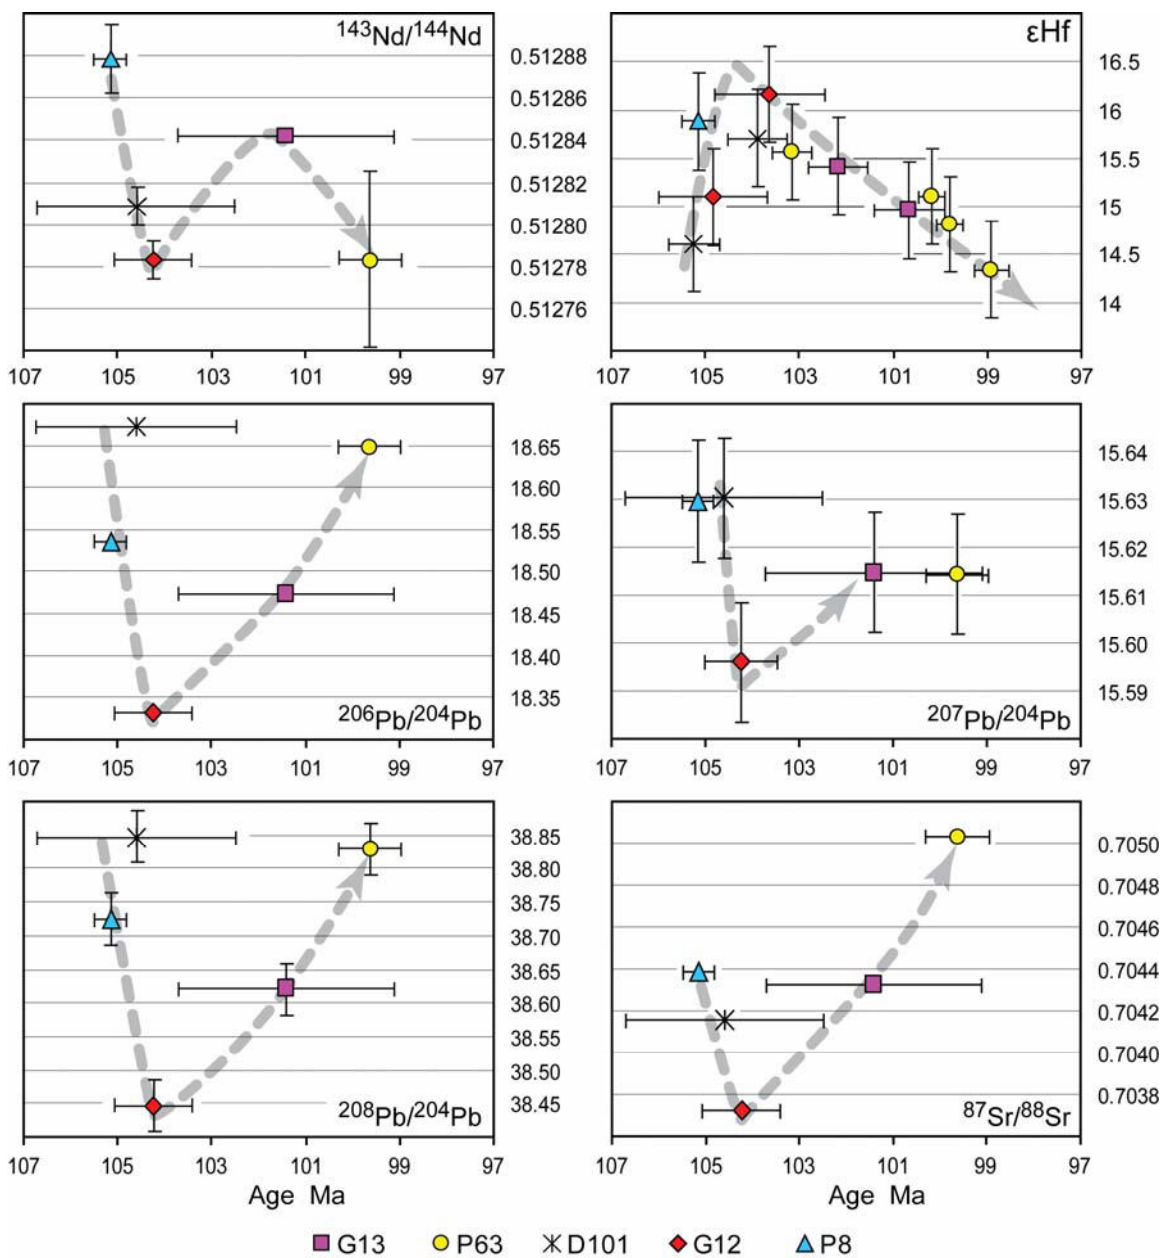 ¹⁴³Nd/¹⁴⁴Nd
0.51288
0.51286
0.51284
0.51282
0.51280
0.51278
0.51276
107 105 103 101 99 97
εHf
16.5
16
15.5
15
14.5
14
107 105 103 101 99 97
18.65
18.60
18.55
18.50
18.45
18.40
18.35
²⁰⁶Pb/²⁰⁴Pb
107 105 103 101 99 97
15.64
15.63
15.62
15.61
15.60
15.59
²⁰⁷Pb/²⁰⁴Pb
107 105 103 101 99 97
38.85
38.80
38.75
38.70
38.65
38.60
38.55
38.50
38.45
²⁰⁸Pb/²⁰⁴Pb
107 105 103 101 99 97
Age Ma
0.7050
0.7048
0.7046
0.7044
0.7042
0.7040
0.7038
⁸⁷Sr/⁸⁸Sr
107 105 103 101 99 97
Age Ma
G13 P63 D101 G12 P8